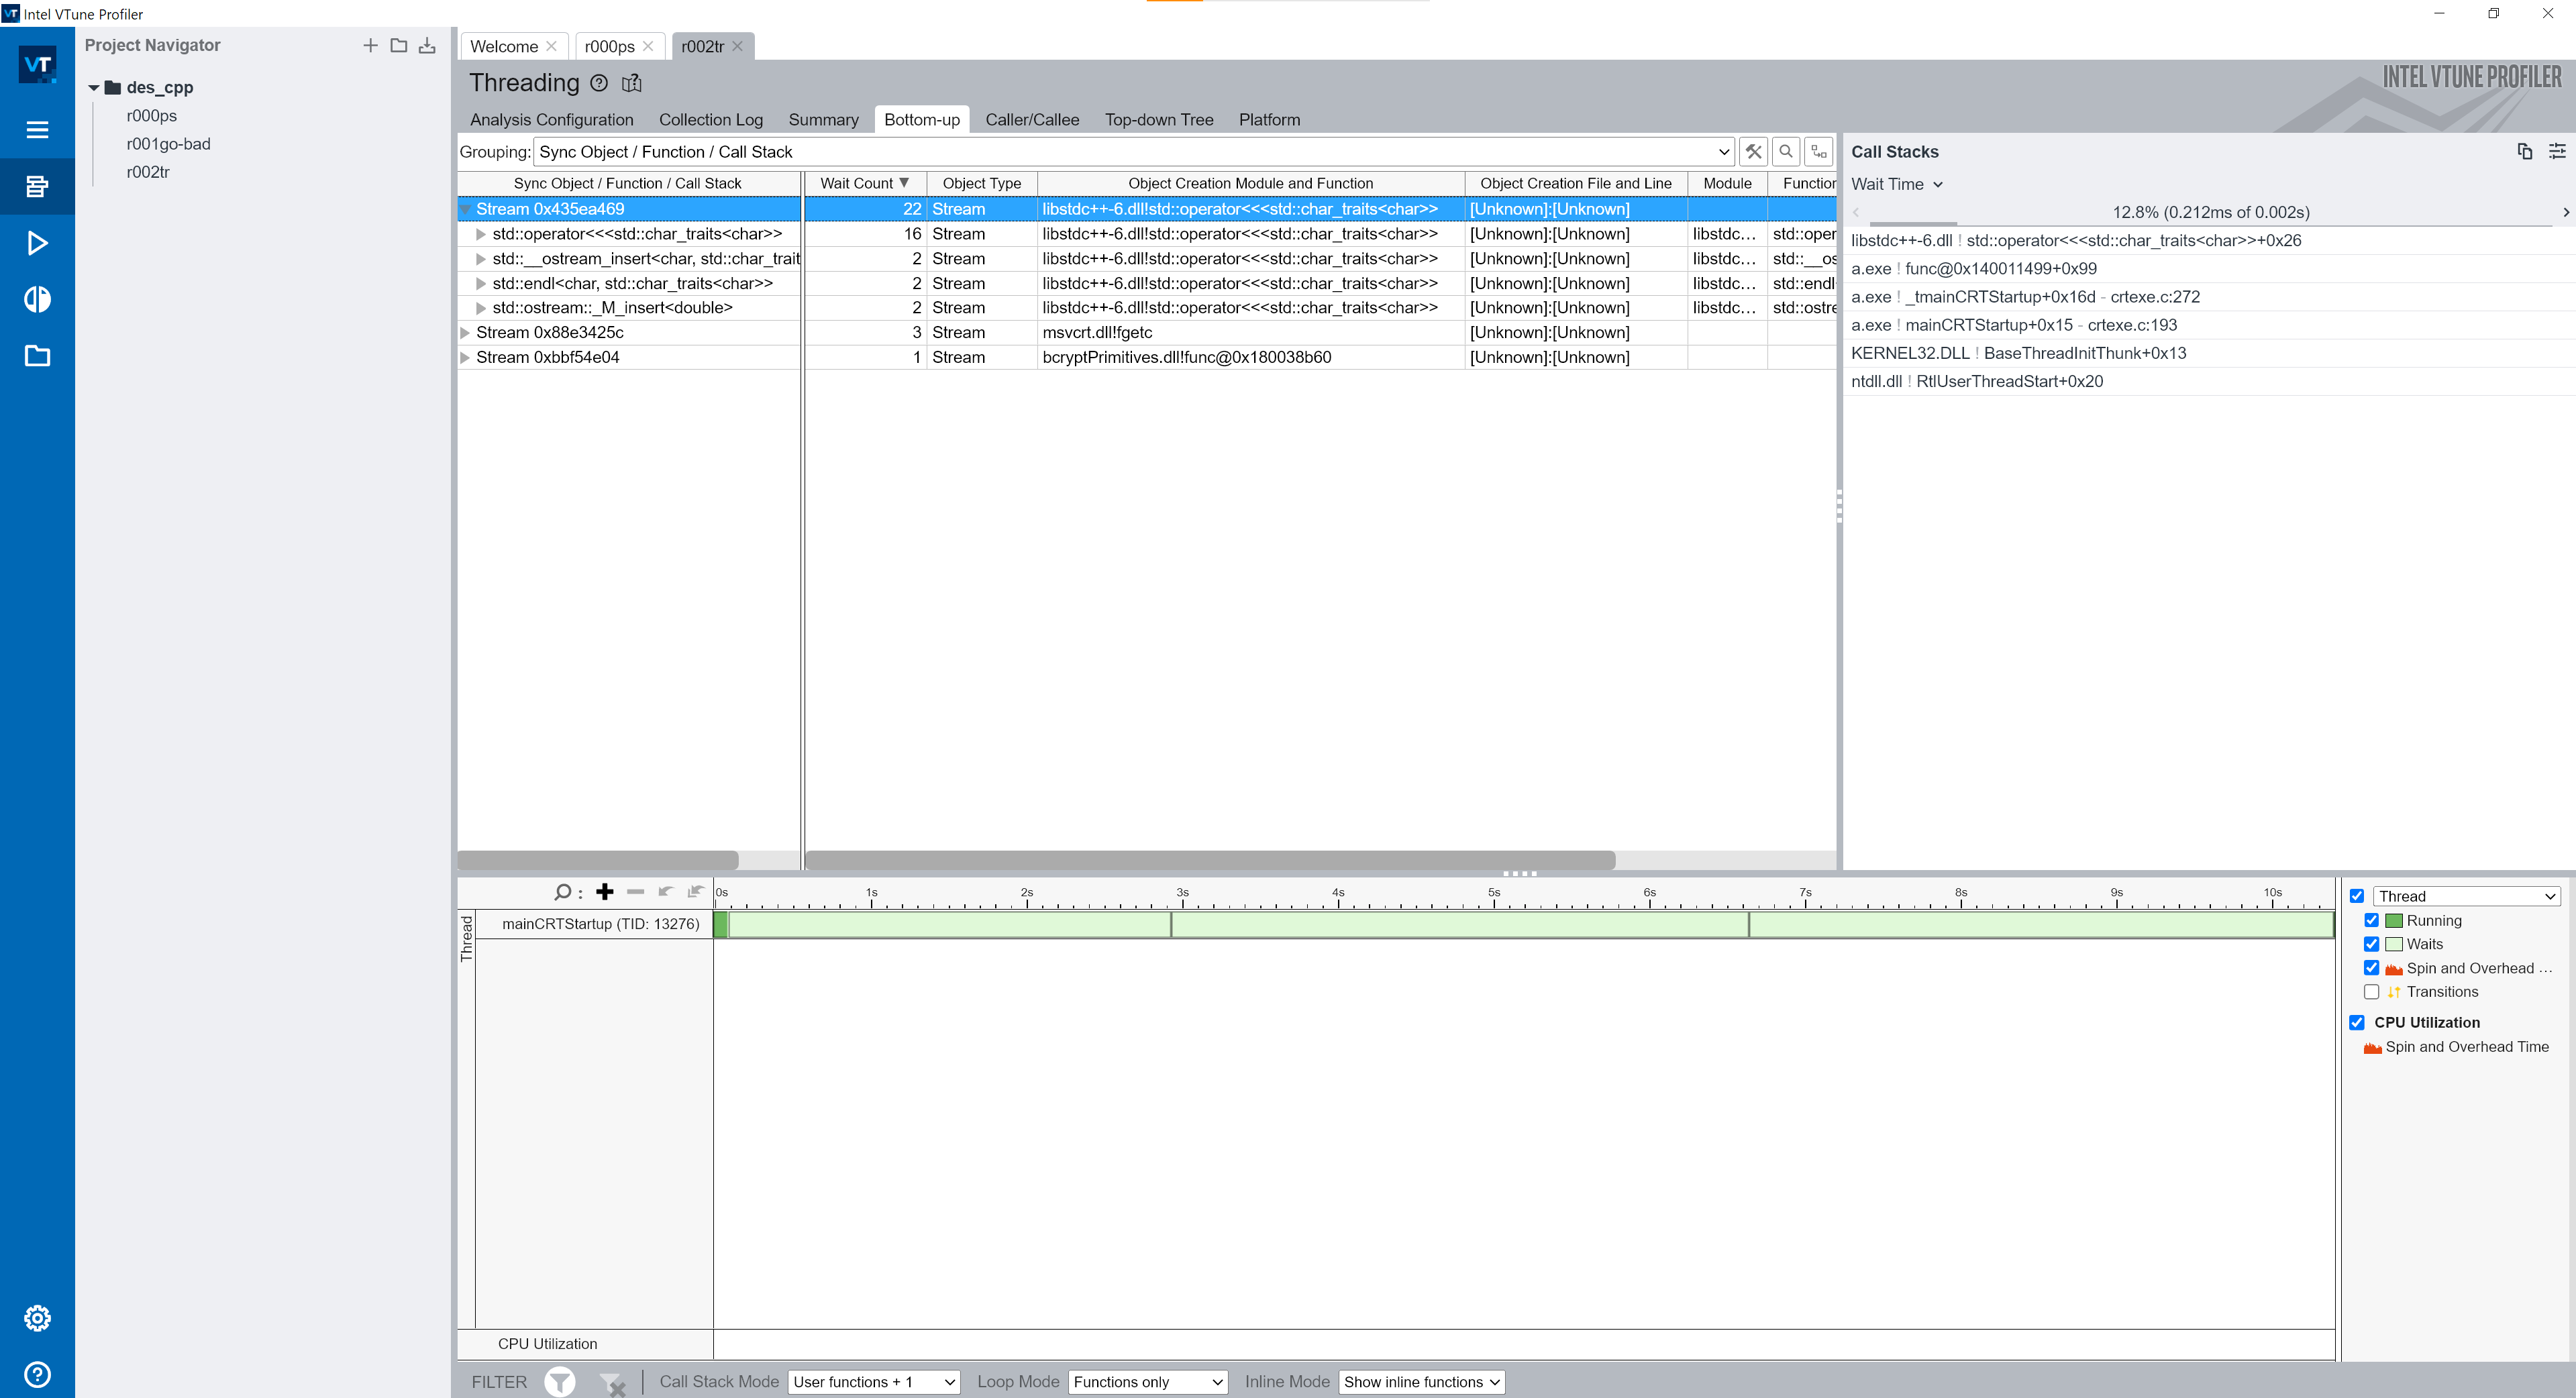 Intel VTune Profiler
VT
Project Navigator
des_cpp
r000ps
r001go-bad
r002tr
Welcome
r000ps
r002tr
Threading
INTEL VTUNE PROFILER
Analysis Configuration Collection Log Summary Bottom-up Caller/Callee Top-down Tree Platform
Grouping: Sync Object / Function / Call Stack
Sync Object / Function / Call Stack Wait Count ▼ Object Type Object Creation Module and Function Object Creation File and Line Module Function
Stream 0x435ea469 22 Stream libstdc++-6.dll!std::operator<<<std::char_traits<char>> [Unknown]:[Unknown]
std::operator<<<std::char_traits<char>> 16 Stream libstdc++-6.dll!std::operator<<<std::char_traits<char>> [Unknown]:[Unknown] libstdc... std::oper
std::__ostream_insert<char, std::char_trait 2 Stream libstdc++-6.dll!std::operator<<<std::char_traits<char>> [Unknown]:[Unknown] libstdc... std::__os
std::endl<char, std::char_traits<char>> 2 Stream libstdc++-6.dll!std::operator<<<std::char_traits<char>> [Unknown]:[Unknown] libstdc... std::endl
std::ostream::_M_insert<double> 2 Stream libstdc++-6.dll!std::operator<<<std::char_traits<char>> [Unknown]:[Unknown] libstdc... std::ostre
Stream 0x88e3425c 3 Stream msvcrt.dll!fgetc [Unknown]:[Unknown]
Stream 0xbbf54e04 1 Stream bcryptPrimitives.dll!func@0x180038b60 [Unknown]:[Unknown]
Call Stacks
Wait Time
12.8% (0.212ms of 0.002s)
libstdc++-6.dll ! std::operator<<<std::char_traits<char>>+0x26
a.exe ! func@0x140011499+0x99
a.exe ! _tmainCRTStartup+0x16d - crtexe.c:272
a.exe ! mainCRTStartup+0x15 - crtexe.c:193
KERNEL32.DLL ! BaseThreadInitThunk+0x13
ntdll.dll ! RtlUserThreadStart+0x20
0s 1s 2s 3s 4s 5s 6s 7s 8s 9s 10s
Thread
mainCRTStartup (TID: 13276)
CPU Utilization
Thread
Running
Waits
Spin and Overhead ...
Transitions
CPU Utilization
Spin and Overhead Time
FILTER Call Stack Mode User functions + 1 Loop Mode Functions only Inline Mode Show inline functions